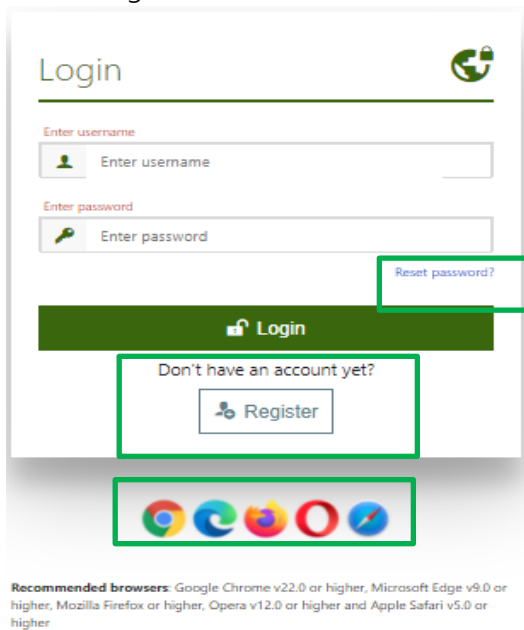 Login
Enter username
Enter username
Enter password
Enter password
Reset password?
Login
Don't have an account yet?
Register
Recommended browsers: Google Chrome v22.0 or higher, Microsoft Edge v9.0 or
higher, Mozilla Firefox or higher, Opera v12.0 or higher and Apple Safari v5.0 or
higher